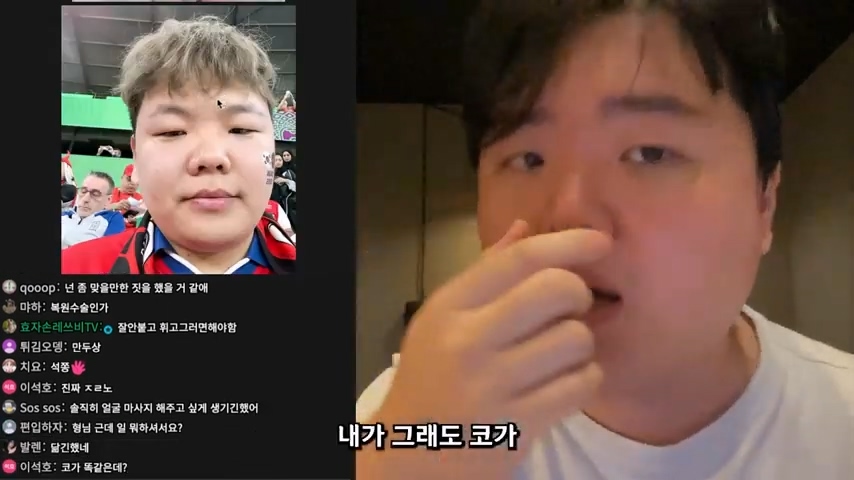 qooop: 넌 좀 맞을만한 짓을 했을 거 같애
먀하: 복원수술인가
효자손레쓰비TV: 잘안붙고 휘고그러면해야함
튀김오뎅: 만두상
치요: 석쫑
이석호: 진짜 ㅈㄹ노
Sos sos: 솔직히 얼굴 마사지 해주고 싶게 생기긴했어
편입하자: 형님 근데 일 뭐하셔서요?
발렌: 닮긴했네
이석호: 코가 똑같은데?
내가 그래도 코가